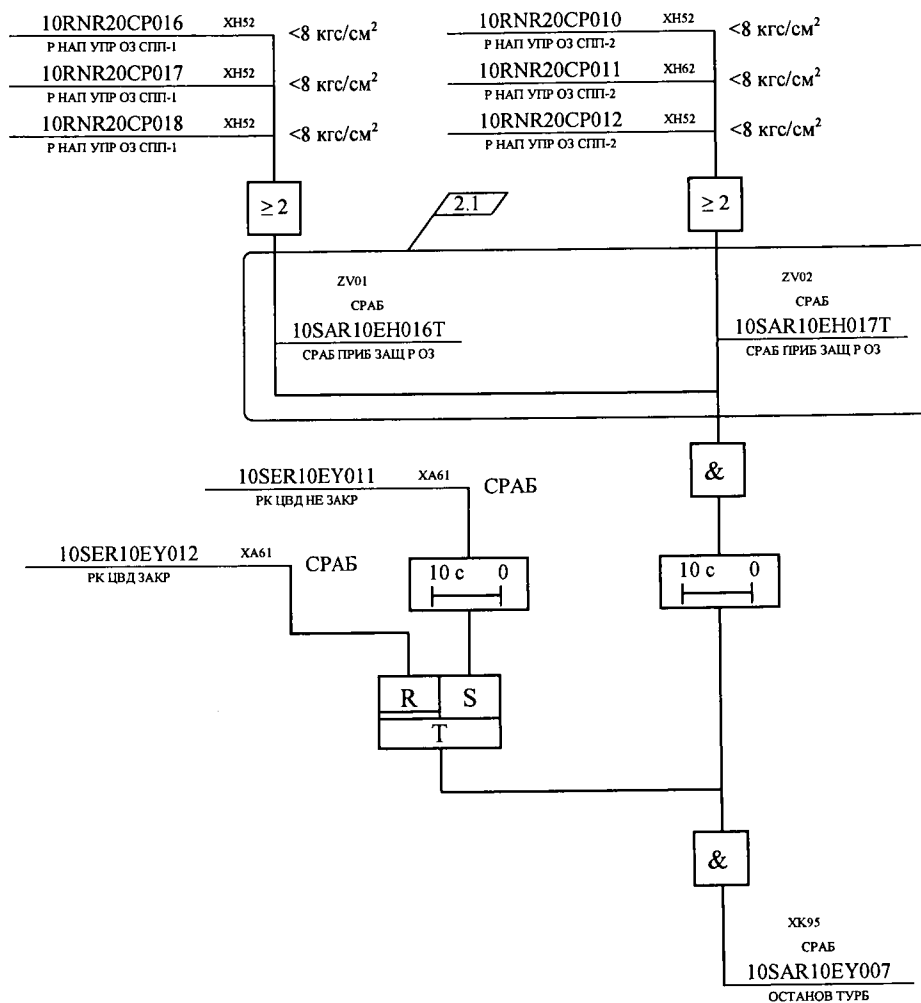 10RNR20CP016 XH52 <8 кгс/см²
Р НАП УПР ОЗ СПП-1
10RNR20CP017 XH52 <8 кгс/см²
Р НАП УПР ОЗ СПП-1
10RNR20CP018 XH52 <8 кгс/см²
Р НАП УПР ОЗ СПП-1
10RNR20CP010 XH52 <8 кгс/см²
Р НАП УПР ОЗ СПП-2
10RNR20CP011 XH62 <8 кгс/см²
Р НАП УПР ОЗ СПП-2
10RNR20CP012 XH52 <8 кгс/см²
Р НАП УПР ОЗ СПП-2
≥2
2.1
≥2
ZV01
СРАБ
10SAR10EH016T
СРАБ ПРИБ ЗАЩ Р ОЗ
ZV02
СРАБ
10SAR10EH017T
СРАБ ПРИБ ЗАЩ Р ОЗ
&
10SER10EY011 XA61 СРАБ
РК ЦВД НЕ ЗАКР
10SER10EY012 XA61 СРАБ
РК ЦВД ЗАКР
10 с 0
10 с 0
R S
T
&
XK95
СРАБ
10SAR10EY007
ОСТАНОВ ТУРБ